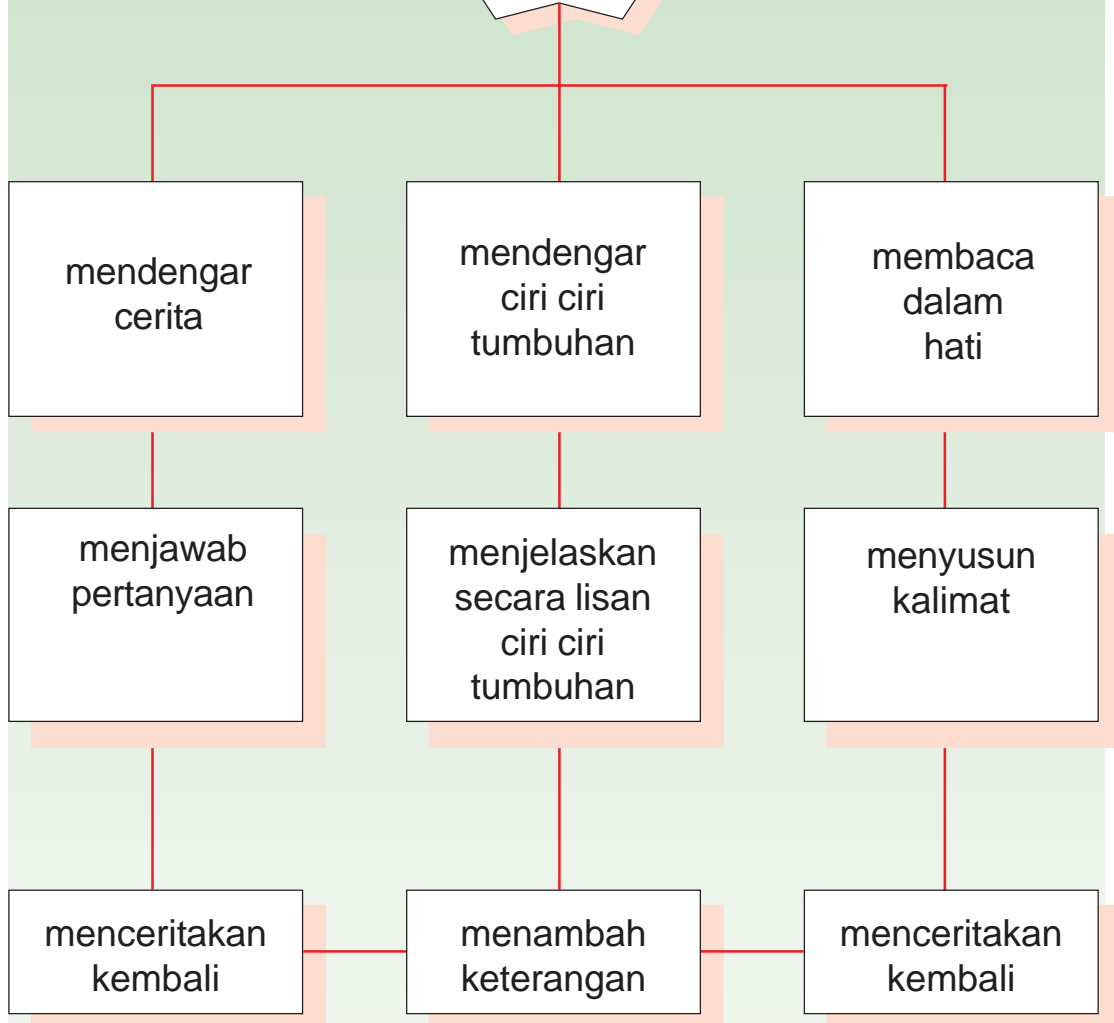 mendengar
cerita
mendengar
ciri ciri
tumbuhan
membaca
dalam
hati
menjawab
pertanyaan
menjelaskan
secara lisan
ciri ciri
tumbuhan
menyusun
kalimat
menceritakan
kembali
menambah
keterangan
menceritakan
kembali